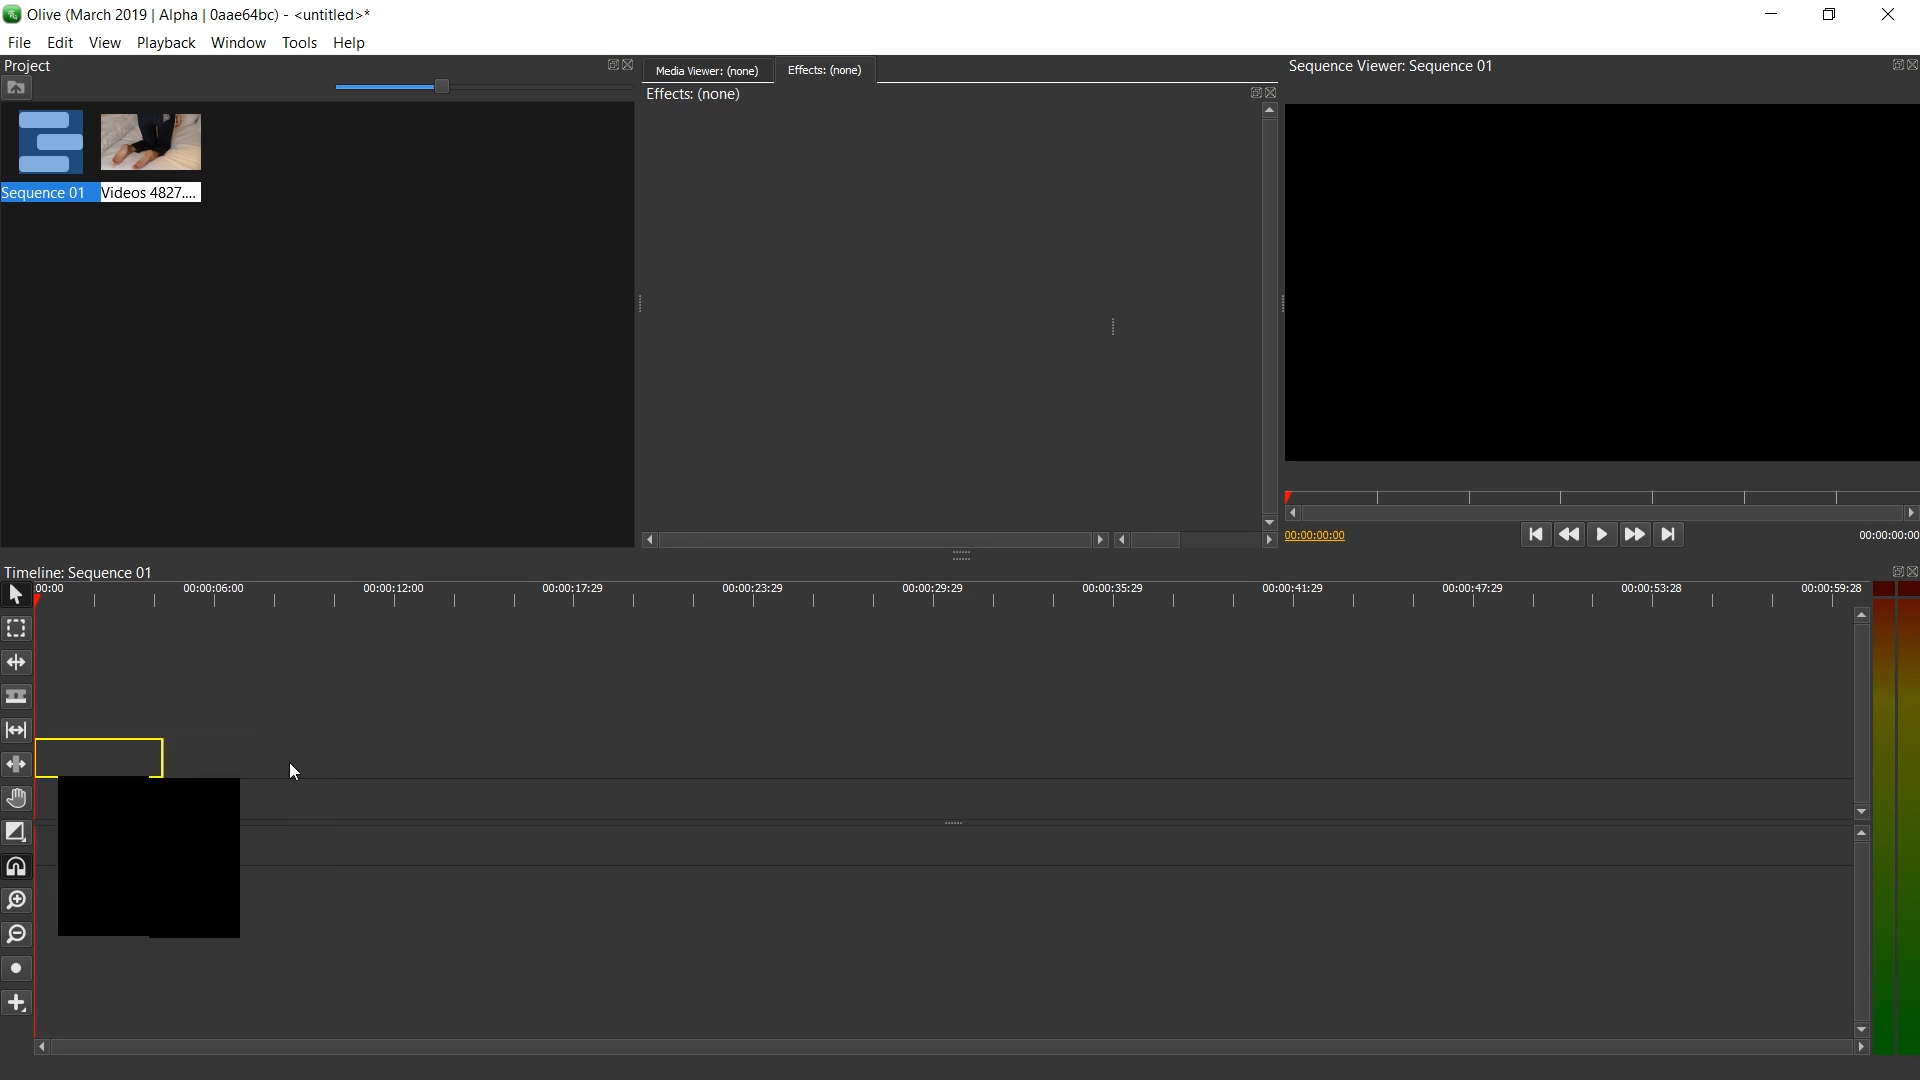 Olive (March 2019 | Alpha | 0aae64bc) - <untitled>*
File Edit View Playback Window Tools Help
Project
Sequence 01
Videos 4827....
Media Viewer: (none)
Effects: (none)
Effects: (none)
Sequence Viewer: Sequence 01
00:00:00:00
00:00:00:00
Timeline: Sequence 01
00:00 00:00:06:00 00:00:12:00 00:00:17:29 00:00:23:29 00:00:29:29 00:00:35:29 00:00:41:29 00:00:47:29 00:00:53:28 00:00:59:28